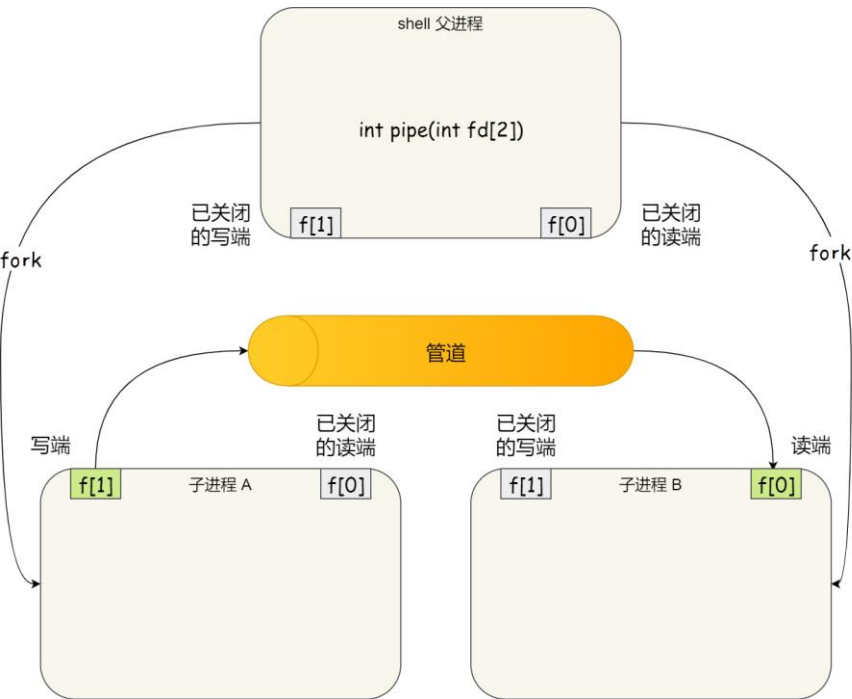 shell 父进程
int pipe(int fd[2])
已关闭
的写端
f[1]
f[0]
已关闭
的读端
fork
fork
管道
写端
已关闭
的读端
已关闭
的写端
读端
f[1]
子进程 A
f[0]
f[1]
子进程 B
f[0]